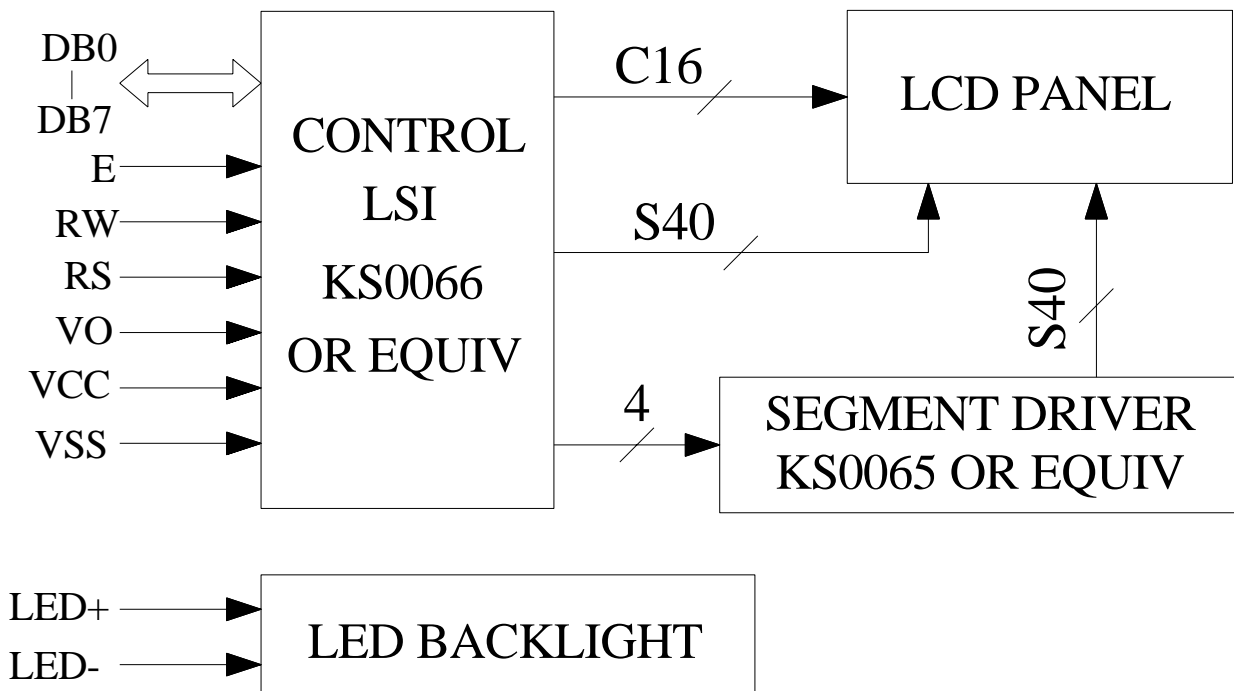 DB0
DB7
E
RW
RS
VO
VCC
VSS
CONTROL
LSI
KS0066
OR EQUIV
C16
S40
4
LCD PANEL
S40
SEGMENT DRIVER
KS0065 OR EQUIV
LED+
LED-
LED BACKLIGHT